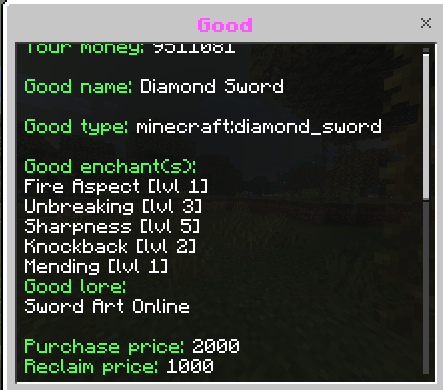 Good
Your money: 9511081
Good name: Diamond Sword
Good type: minecraft:diamond_sword
Good enchant(s):
Fire Aspect [lvl 1]
Unbreaking [lvl 3]
Sharpness [lvl 5]
Knockback [lvl 2]
Mending [lvl 1]
Good lore:
Sword Art Online
Purchase price: 2000
Reclaim price: 1000